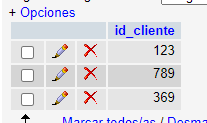 + Opciones
id_cliente
123
789
369
Marcar todos/as / Desma